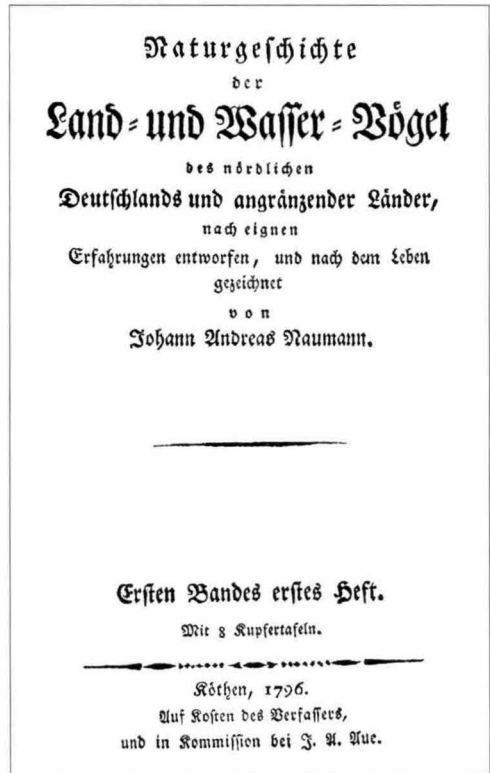 Naturgeschichte
der
Land- und Wasser-Vögel
des nördlichen
Deutschlands und angränzender Länder,
nach eignen
Erfahrungen entworfen, und nach dem Leben
gezeichnet
von
Johann Andreas Naumann.
Ersten Bandes erstes Heft.
Mit 8 Kupfertafeln.
Köthen, 1796.
Auf Kosten des Verfassers,
und in Kommission bei J. A. Aue.